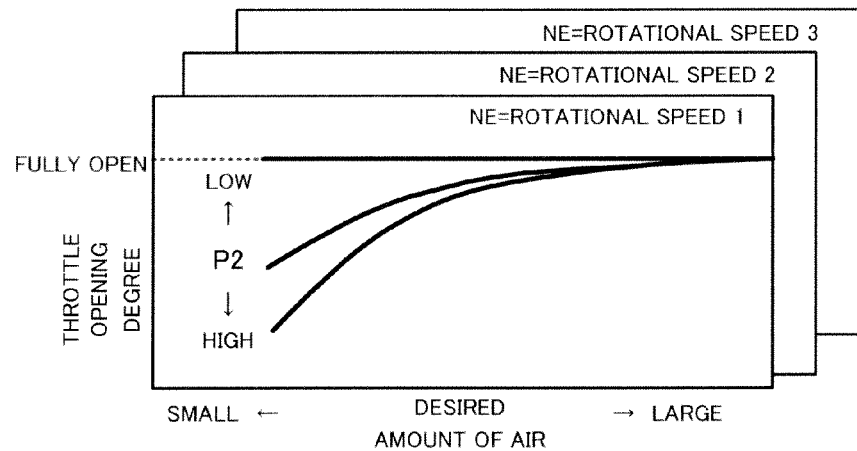 NE=ROTATIONAL SPEED 3
NE=ROTATIONAL SPEED 2
NE=ROTATIONAL SPEED 1
FULLY OPEN
LOW
↑
P2
↓
HIGH
THROTTLE
OPENING
DEGREE
SMALL ← DESIRED → LARGE
AMOUNT OF AIR